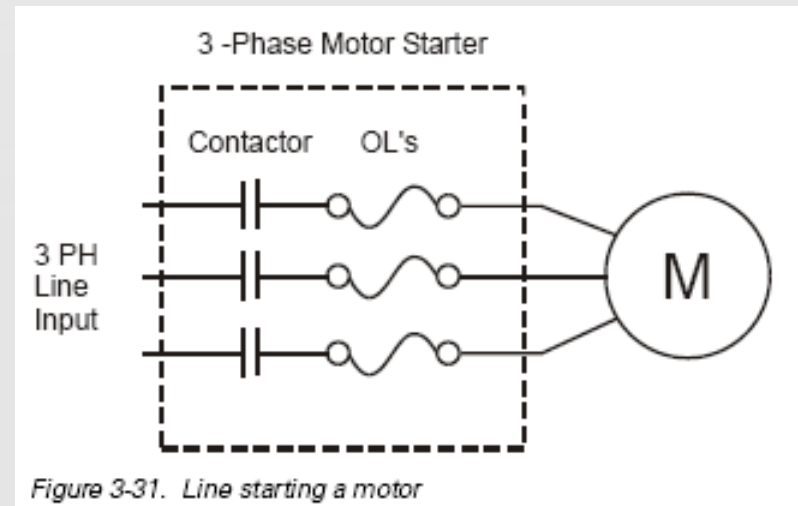 3 -Phase Motor Starter
Contactor OL's
3 PH
Line
Input
M
Figure 3-31. Line starting a motor